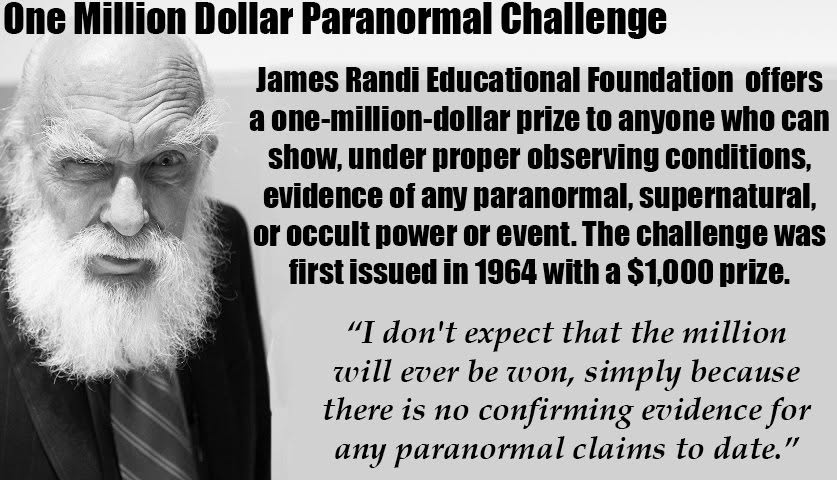 One Million Dollar Paranormal Challenge
James Randi Educational Foundation offers
a one-million-dollar prize to anyone who can
show, under proper observing conditions,
evidence of any paranormal, supernatural,
or occult power or event. The challenge was
first issued in 1964 with a $1,000 prize.
“I don't expect that the million
will ever be won, simply because
there is no confirming evidence for
any paranormal claims to date.”